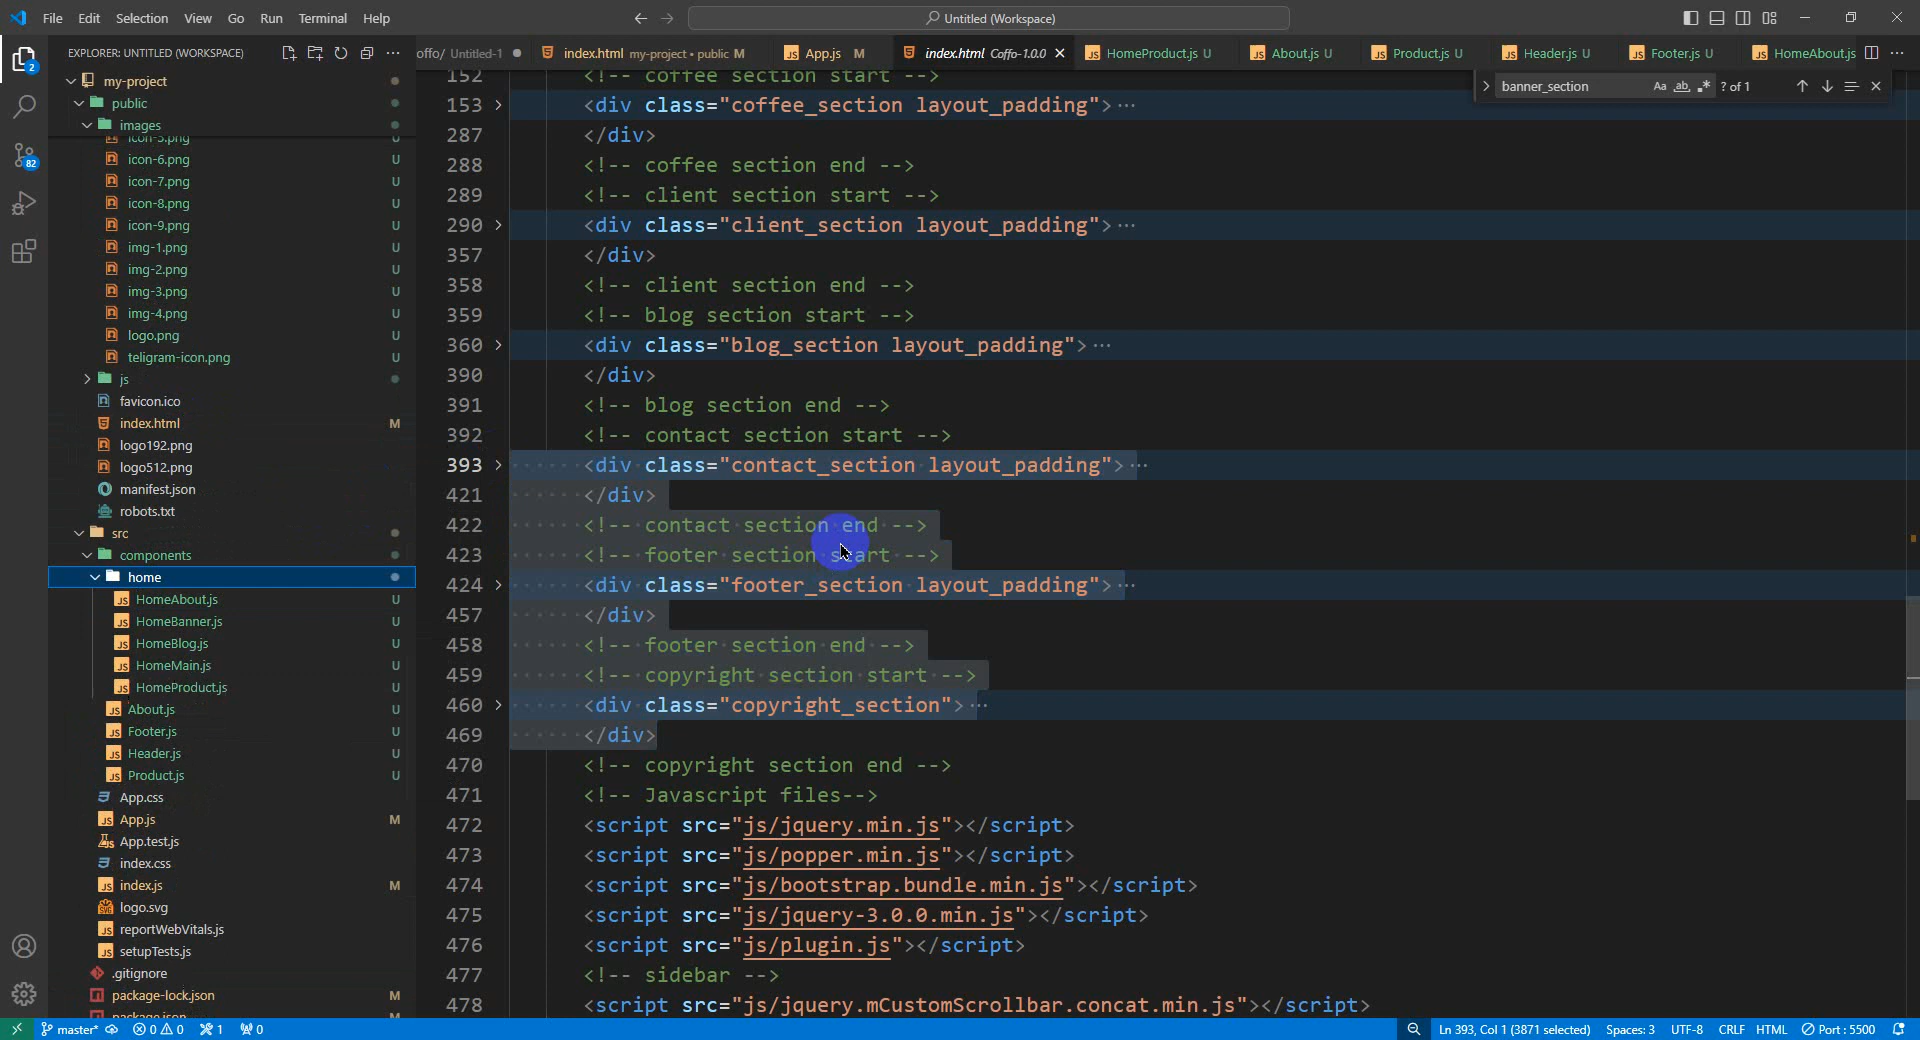 File Edit Selection View Go Run Terminal Help
Untitled (Workspace)
EXPLORER: UNTITLED (WORKSPACE)
offo/ Untitled-1
index.html my-project • public M
App.js M
index.html Coffo-1.0.0
HomeProduct.js U
About.js U
Product.js U
Header.js U
Footer.js U
HomeAbout.js
banner_section
Aa ab ? of 1
2
82
my-project
public
images
icon-5.png U
icon-6.png U
icon-7.png U
icon-8.png U
icon-9.png U
img-1.png U
img-2.png U
img-3.png U
img-4.png U
logo.png U
teligram-icon.png U
js
favicon.ico
index.html M
logo192.png
logo512.png
manifest.json
robots.txt
src
components
home
HomeAbout.js U
HomeBanner.js U
HomeBlog.js U
HomeMain.js U
HomeProduct.js U
About.js U
Footer.js U
Header.js U
Product.js U
App.css
App.js M
App.test.js
index.css
index.js M
logo.svg
reportWebVitals.js
setupTests.js
.gitignore
package-lock.json M
package.json M
152 <!-- coffee section start -->
153 <div class="coffee_section layout_padding">
287 </div>
288 <!-- coffee section end -->
289 <!-- client section start -->
290 <div class="client_section layout_padding">
357 </div>
358 <!-- client section end -->
359 <!-- blog section start -->
360 <div class="blog_section layout_padding">
390 </div>
391 <!-- blog section end -->
392 <!-- contact section start -->
393 <div class="contact_section layout_padding">
421 </div>
422 <!-- contact section end -->
423 <!-- footer section start -->
424 <div class="footer_section layout_padding">
457 </div>
458 <!-- footer section end -->
459 <!-- copyright section start -->
460 <div class="copyright_section">
469 </div>
470 <!-- copyright section end -->
471 <!-- Javascript files-->
472 <script src="js/jquery.min.js"></script>
473 <script src="js/popper.min.js"></script>
474 <script src="js/bootstrap.bundle.min.js"></script>
475 <script src="js/jquery-3.0.0.min.js"></script>
476 <script src="js/plugin.js"></script>
477 <!-- sidebar -->
478 <script src="js/jquery.mCustomScrollbar.concat.min.js"></script>
master* 0 0 1 0
Ln 393, Col 1 (3871 selected) Spaces: 3 UTF-8 CRLF HTML Port : 5500